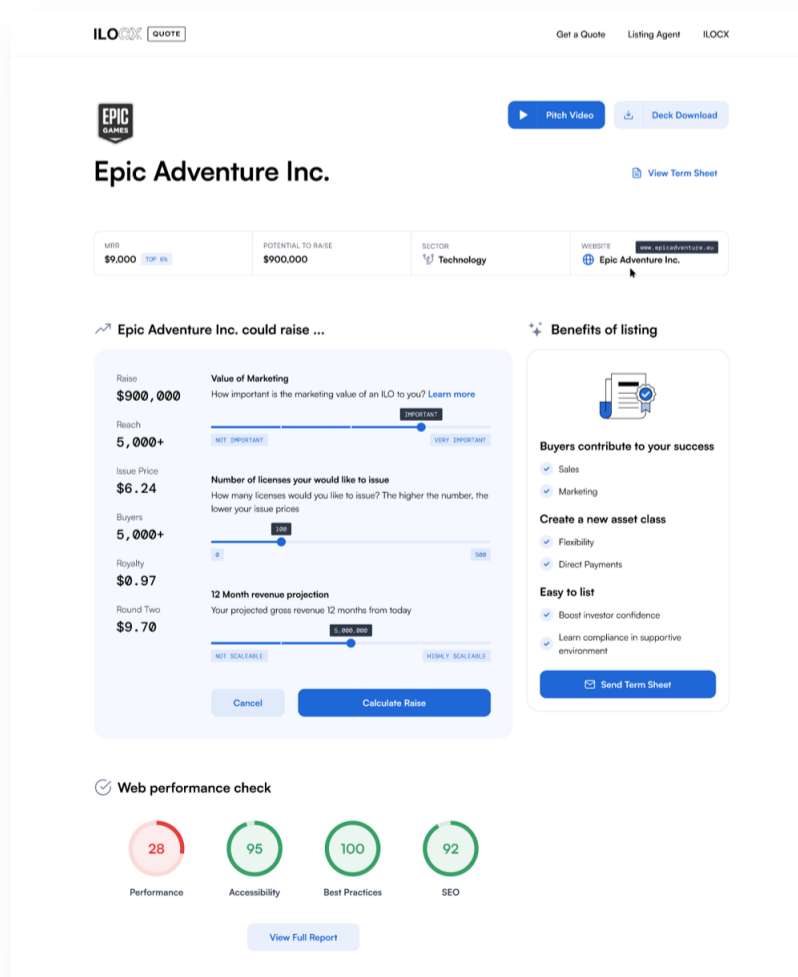 ILOCX QUOTE
Get a Quote Listing Agent ILOCX
EPIC
GAMES
Pitch Video Deck Download
Epic Adventure Inc.
View Term Sheet
MRR
$9,000 TOP 6%
POTENTIAL TO RAISE
$900,000
SECTOR
Technology
WEBSITE www.epicadventure.eu
Epic Adventure Inc.
Epic Adventure Inc. could raise ...
Raise
$900,000
Reach
5,000+
Issue Price
$6.24
Buyers
5,000+
Royalty
$0.97
Round Two
$9.70
Value of Marketing
How important is the marketing value of an ILO to you? Learn more
IMPORTANT
NOT IMPORTANT VERY IMPORTANT
Number of licenses your would like to issue
How many licenses would you like to issue? The higher the number, the
lower your issue prices
100
0 500
12 Month revenue projection
Your projected gross revenue 12 months from today
5,000,000
NOT SCALEABLE HIGHLY SCALEABLE
Cancel Calculate Raise
Benefits of listing
Buyers contribute to your success
Sales
Marketing
Create a new asset class
Flexibility
Direct Payments
Easy to list
Boost investor confidence
Learn compliance in supportive
environment
Send Term Sheet
Web performance check
28 95 100 92
Performance Accessibility Best Practices SEO
View Full Report